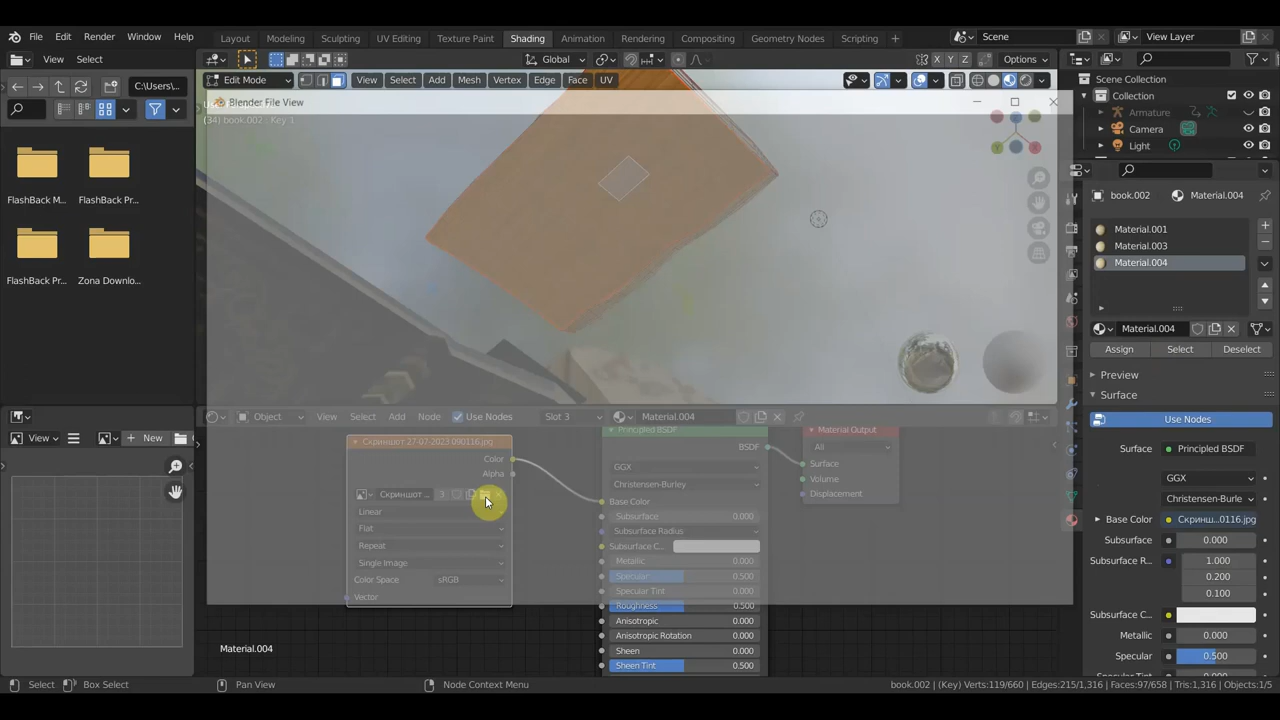 File Edit Render Window Help
Layout Modeling Sculpting UV Editing Texture Paint Shading Animation Rendering Compositing Geometry Nodes Scripting
Scene
View Layer
View Select
Global
X Y Z
Options
C:\Users\...
Edit Mode
View Select Add Mesh Vertex Edge Face UV
Blender File View
(34) book.002 : Key 1
Scene Collection
Collection
Armature
Camera
Light
FlashBack M...
FlashBack Pr...
FlashBack Pr...
Zona Downlo...
book.002
Material.004
Material.001
Material.003
Material.004
Material.004
Assign Select Deselect
Preview
Surface
Use Nodes
Surface Principled BSDF
GGX
Christensen-Burle
Base Color Скринш...0116.jpg
Subsurface 0.000
Subsurface R... 1.000
0.200
0.100
Subsurface C...
Metallic 0.000
Specular 0.500
View
New
Object View Select Add Node Use Nodes Slot 3 Material.004
Скриншот 27-07-2023 090116.jpg
Color
Alpha
Скриншот ... 3
Linear
Flat
Repeat
Single Image
Color Space sRGB
Vector
Principled BSDF
BSDF
GGX
Christensen-Burley
Base Color
Subsurface 0.000
Subsurface Radius
Subsurface C...
Metallic 0.000
Specular 0.500
Specular Tint 0.000
Roughness 0.500
Anisotropic 0.000
Anisotropic Rotation 0.000
Sheen 0.000
Sheen Tint 0.500
Material Output
All
Surface
Volume
Displacement
Material.004
Select Box Select Pan View Node Context Menu
book.002 | (Key) Verts:119/660 | Edges:215/1,316 | Faces:97/658 | Tris:1,316 | Objects:1/5